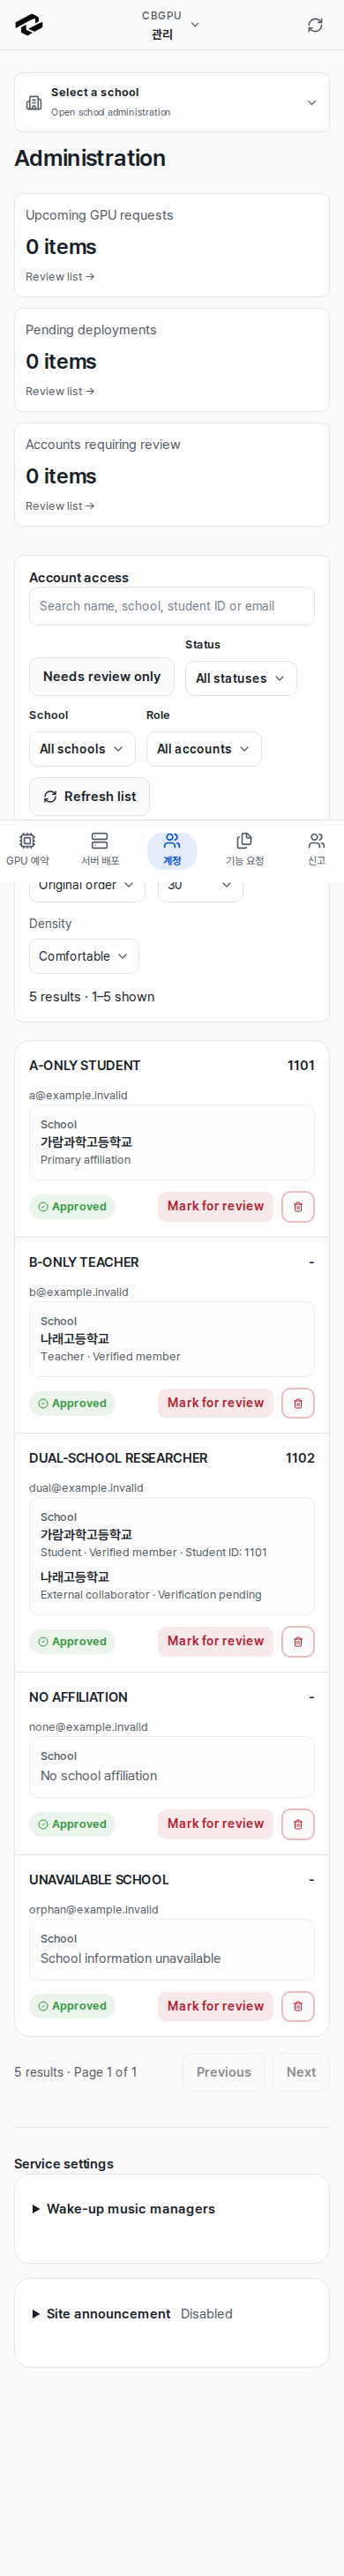 CBGPU
관리
Select a school
Open school administration
Administration
Upcoming GPU requests
0 items
Review list →
Pending deployments
0 items
Review list →
Accounts requiring review
0 items
Review list →
Account access
Search name, school, student ID or email
Status
Needs review only
All statuses
School
Role
All schools
All accounts
Refresh list
GPU 예약
서버 배포
계정
기능 요청
신고
Original order
30
Density
Comfortable
5 results · 1–5 shown
A-ONLY STUDENT 1101
a@example.invalid
School
가람과학고등학교
Primary affiliation
Approved
Mark for review
B-ONLY TEACHER -
b@example.invalid
School
나래고등학교
Teacher · Verified member
Approved
Mark for review
DUAL-SCHOOL RESEARCHER 1102
dual@example.invalid
School
가람과학고등학교
Student · Verified member · Student ID: 1101
나래고등학교
External collaborator · Verification pending
Approved
Mark for review
NO AFFILIATION -
none@example.invalid
School
No school affiliation
Approved
Mark for review
UNAVAILABLE SCHOOL -
orphan@example.invalid
School
School information unavailable
Approved
Mark for review
5 results · Page 1 of 1
Previous
Next
Service settings
▶ Wake-up music managers
▶ Site announcement Disabled